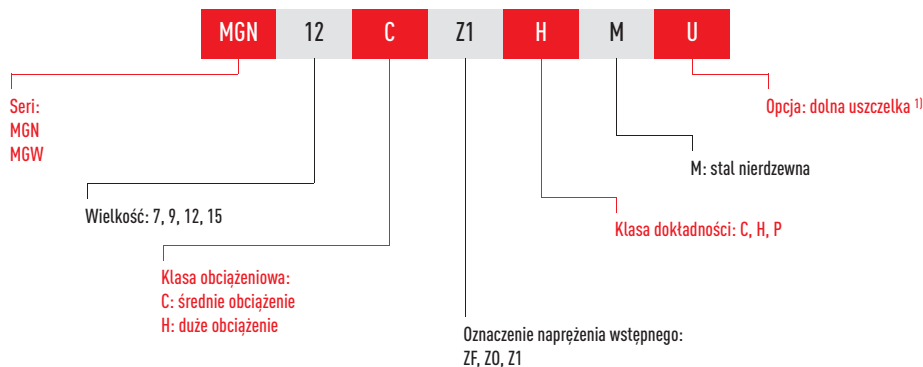 MGN 12 C Z1 H M U
Seri:
MGN
MGW
Opcja: dolna uszczelka 1)
M: stal nierdzewna
Wielkość: 7, 9, 12, 15
Klasa dokładności: C, H, P
Klasa obciążeniowa:
C: średnie obciążenie
H: duże obciążenie
Oznaczenie naprężenia wstępnego:
ZF, Z0, Z1